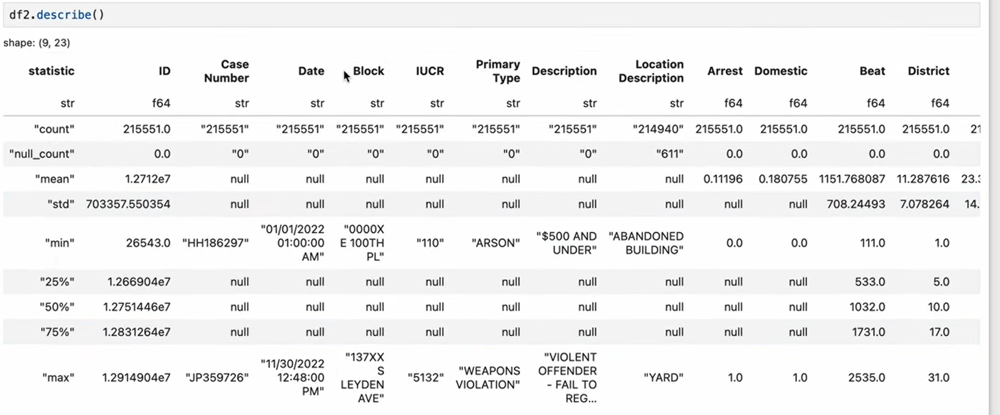 df2.describe()
shape: (9, 23)
statistic ID Case Number Date Block IUCR Primary Type Description Location Description Arrest Domestic Beat District
str f64 str str str str str str str f64 f64 f64 f64
"count" 215551.0 "215551" "215551" "215551" "215551" "215551" "215551" "214940" 215551.0 215551.0 215551.0 215551.0 21
"null_count" 0.0 "0" "0" "0" "0" "0" "0" "611" 0.0 0.0 0.0 0.0
"mean" 1.2712e7 null null null null null null null 0.11196 0.180755 1151.768087 11.287616 23.3
"std" 703357.550354 null null null null null null null null null 708.24493 7.078264 14.
"min" 26543.0 "HH186297" "01/01/2022 01:00:00 AM" "0000X E 100TH PL" "110" "ARSON" "$500 AND UNDER" "ABANDONED BUILDING" 0.0 0.0 111.0 1.0
"25%" 1.266904e7 null null null null null null null null null 533.0 5.0
"50%" 1.2751446e7 null null null null null null null null null 1032.0 10.0
"75%" 1.2831264e7 null null null null null null null null null 1731.0 17.0
"max" 1.2914904e7 "JP359726" "11/30/2022 12:48:00 PM" "137XX S LEYDEN AVE" "5132" "WEAPONS VIOLATION" "VIOLENT OFFENDER - FAIL TO REG... "YARD" 1.0 1.0 2535.0 31.0